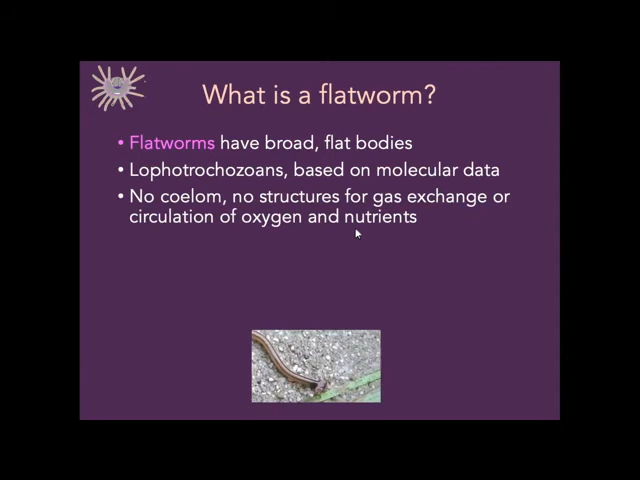 What is a flatworm?
• Flatworms have broad, flat bodies
• Lophotrochozoans, based on molecular data
• No coelom, no structures for gas exchange or
circulation of oxygen and nutrients